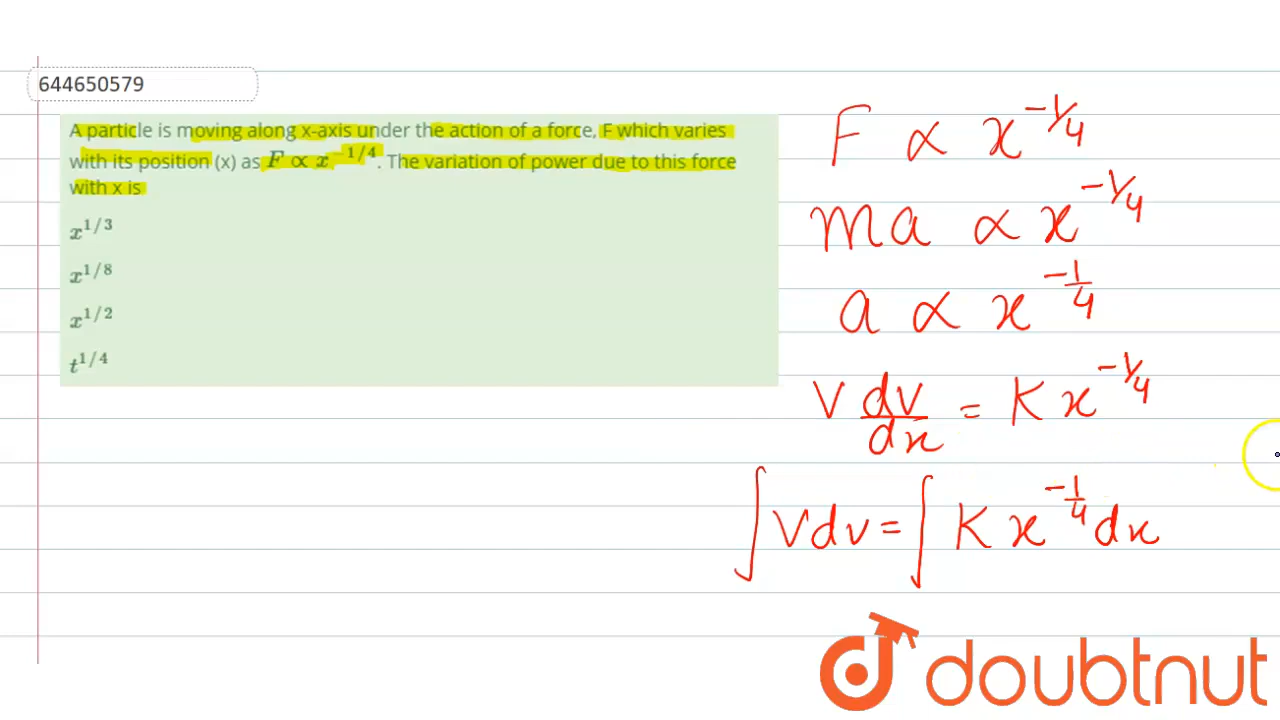 644650579
A particle is moving along x-axis under the action of a force, F which varies
with its position (x) as F ∝ x^{-1/4}. The variation of power due to this force
with x is
x^{1/3}
x^{1/8}
x^{1/2}
t^{1/4}
F ∝ x^{-1/4}
ma ∝ x^{-1/4}
a ∝ x^{-1/4}
V dV/dx = K x^{-1/4}
∫ V dv = ∫ K x^{-1/4} dx
doubtnut